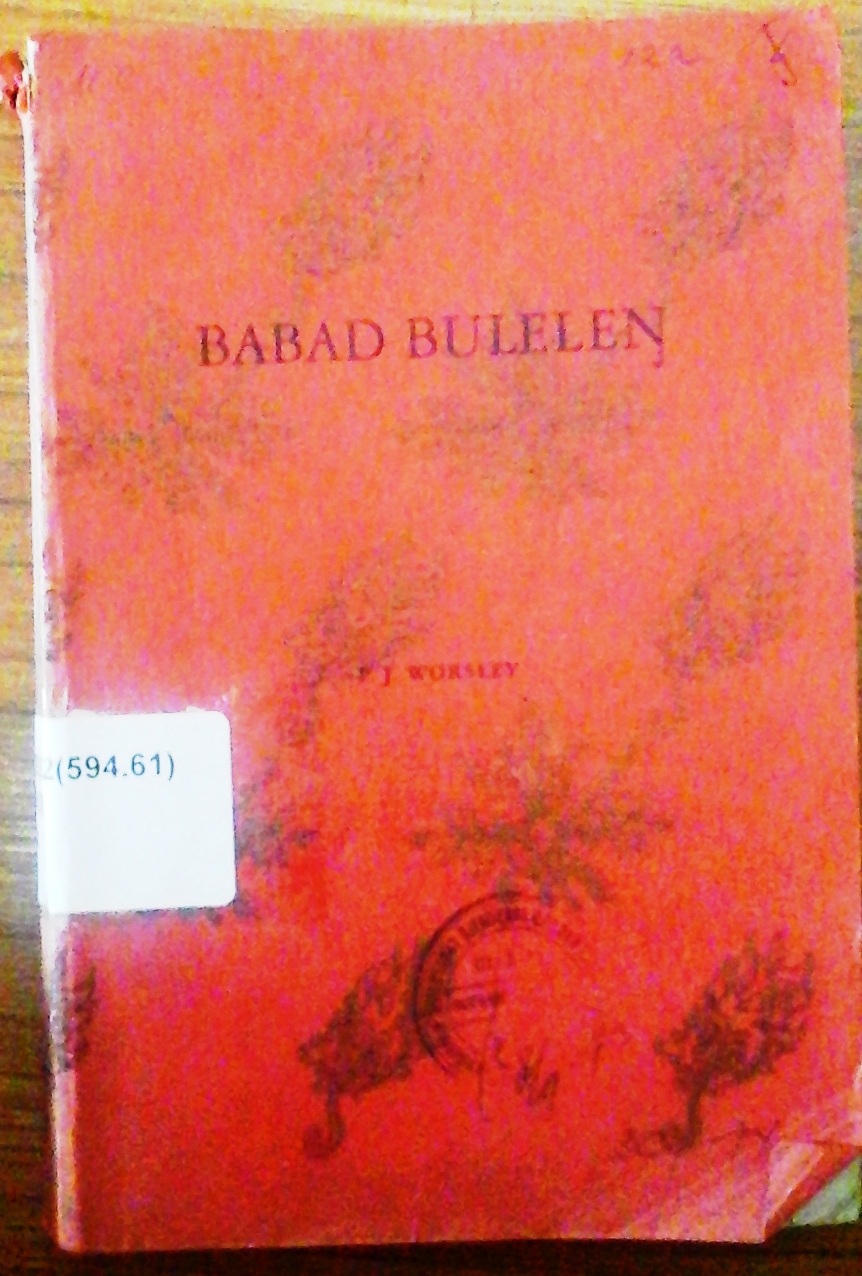 BABAD BULELEŊ
P J WORSLEY
2(594.61)